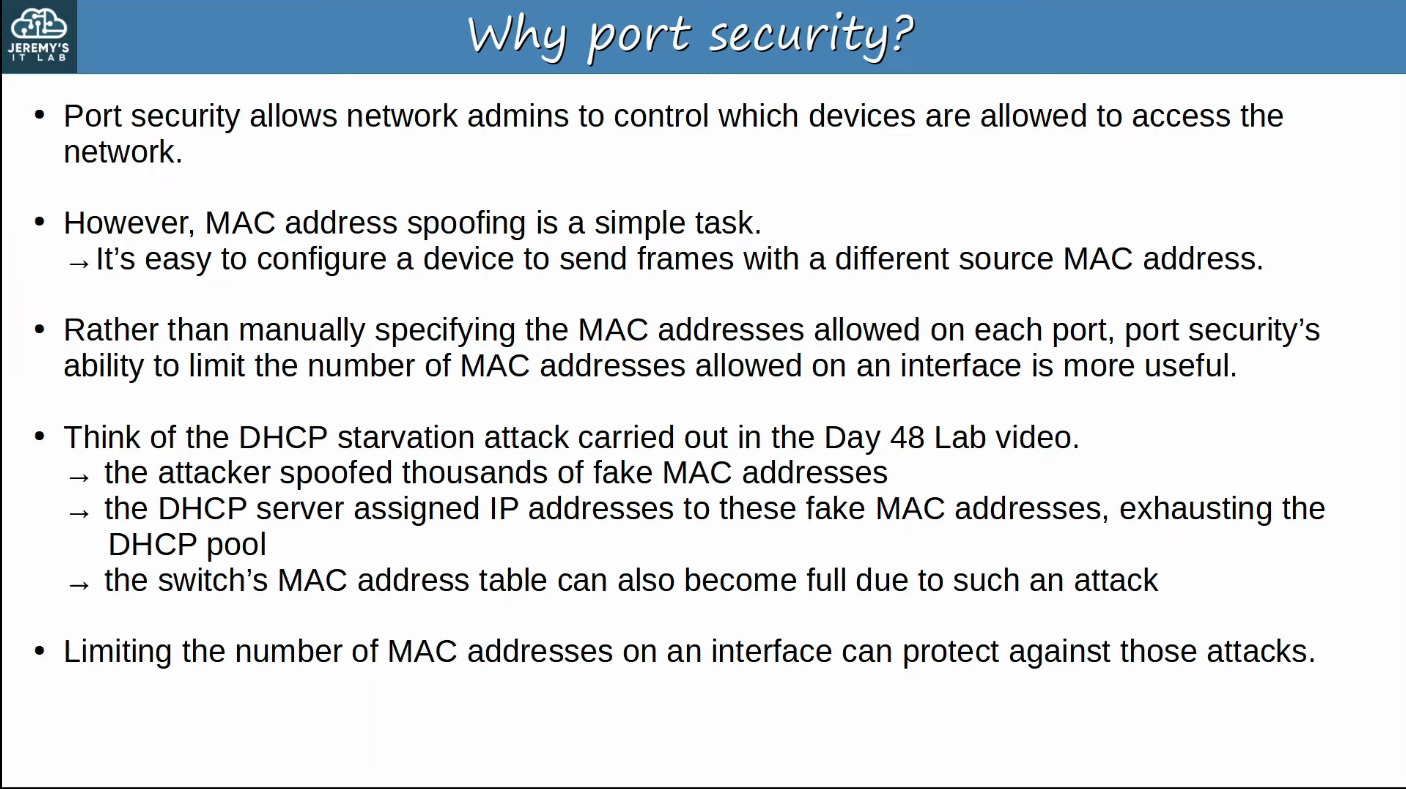 JEREMY'S
IT LAB
Why port security?
• Port security allows network admins to control which devices are allowed to access the
network.
• However, MAC address spoofing is a simple task.
→It’s easy to configure a device to send frames with a different source MAC address.
• Rather than manually specifying the MAC addresses allowed on each port, port security’s
ability to limit the number of MAC addresses allowed on an interface is more useful.
• Think of the DHCP starvation attack carried out in the Day 48 Lab video.
→ the attacker spoofed thousands of fake MAC addresses
→ the DHCP server assigned IP addresses to these fake MAC addresses, exhausting the
DHCP pool
→ the switch’s MAC address table can also become full due to such an attack
• Limiting the number of MAC addresses on an interface can protect against those attacks.